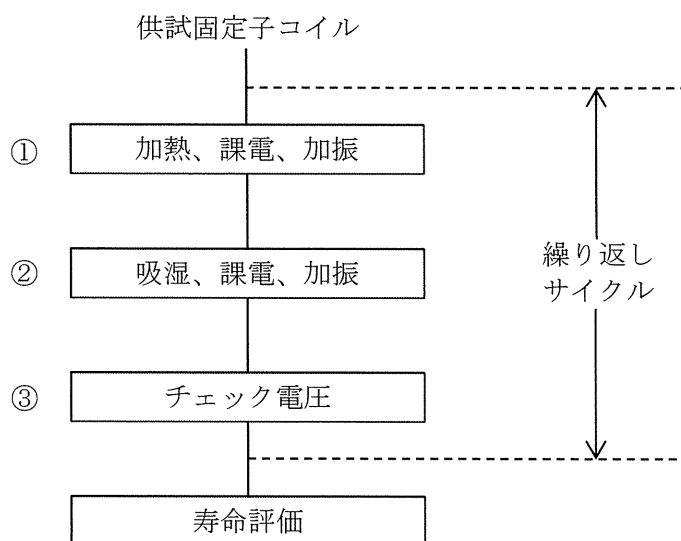 供試固定子コイル
① 加熱、課電、加振
② 吸湿、課電、加振
繰り返し
サイクル
③ チェック電圧
寿命評価